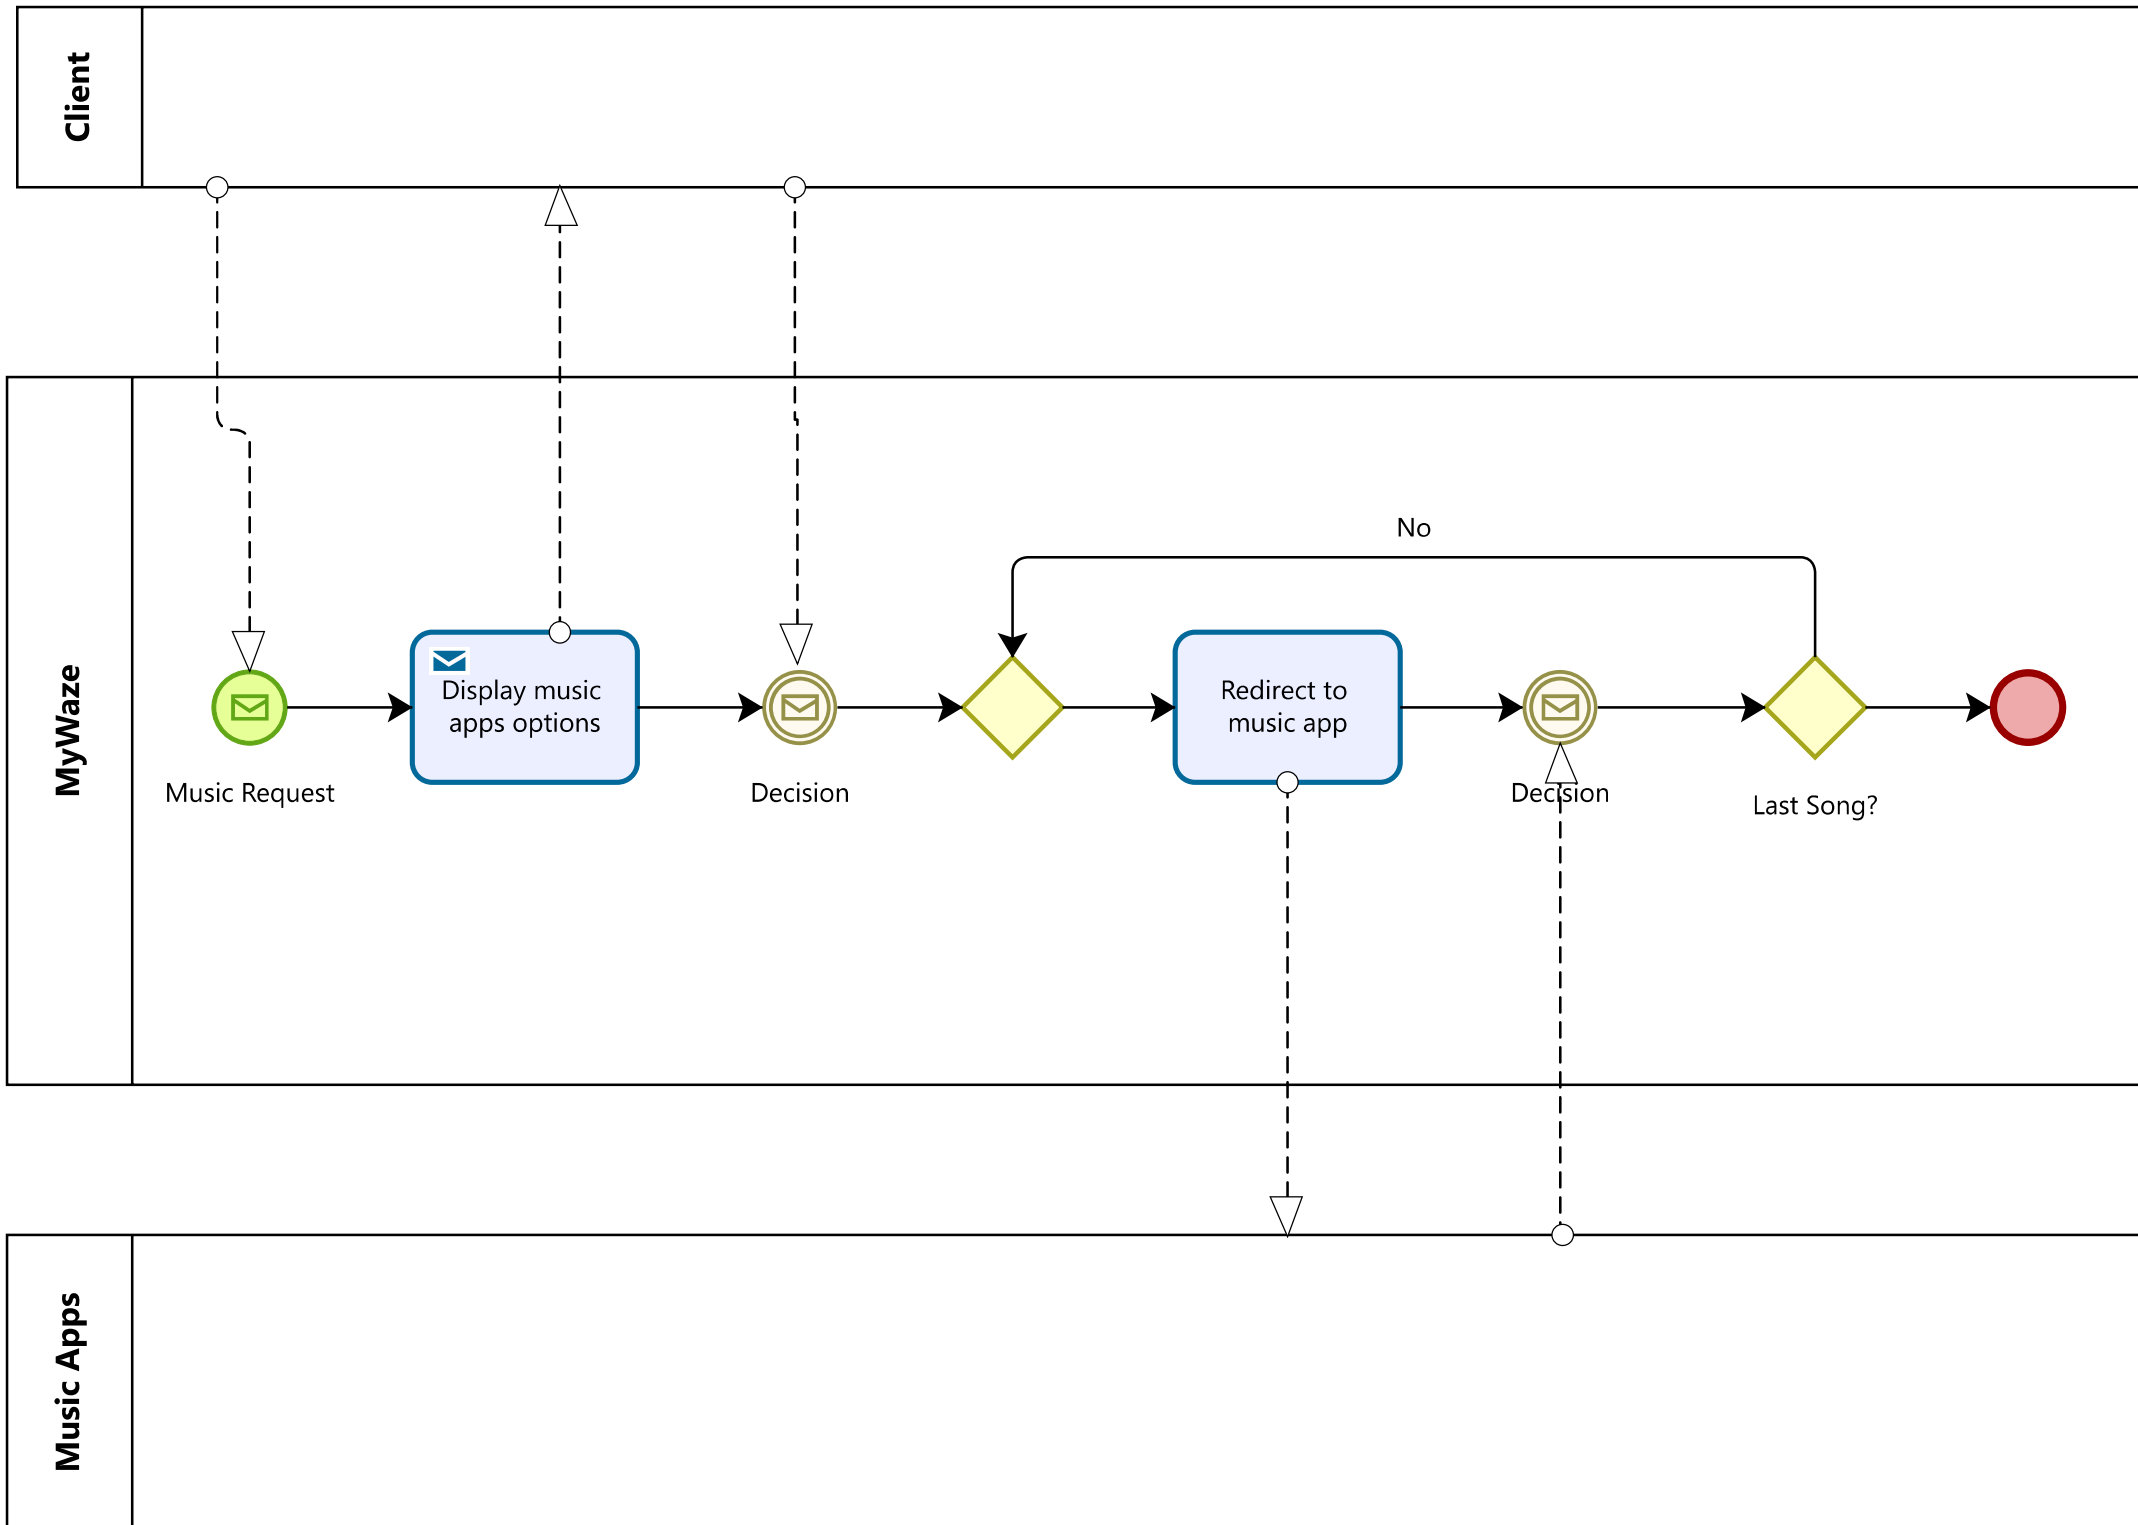 Client
MyWaze
No
Display music
apps options
Redirect to
music app
Music Request
Decision
Decision
Last Song?
Music Apps